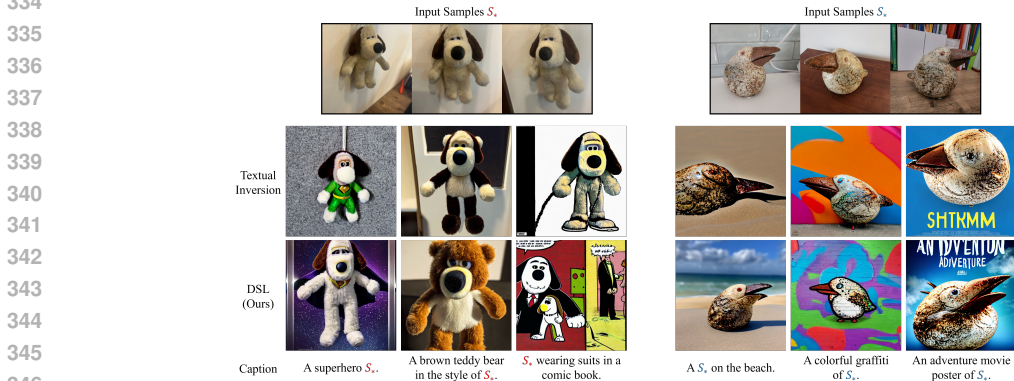 334
335
336
337
338
339
340
341
342
343
344
345
Input Samples S*
Input Samples S*
Textual
Inversion
SHTKMM
DSL
(Ours)
AN ADVENTON
ADIVERTURE
Caption
A superhero S*.
A brown teddy bear
in the style of S*.
S* wearing suits in a
comic book.
A S* on the beach.
A colorful graffiti
of S*.
An adventure movie
poster of S*.